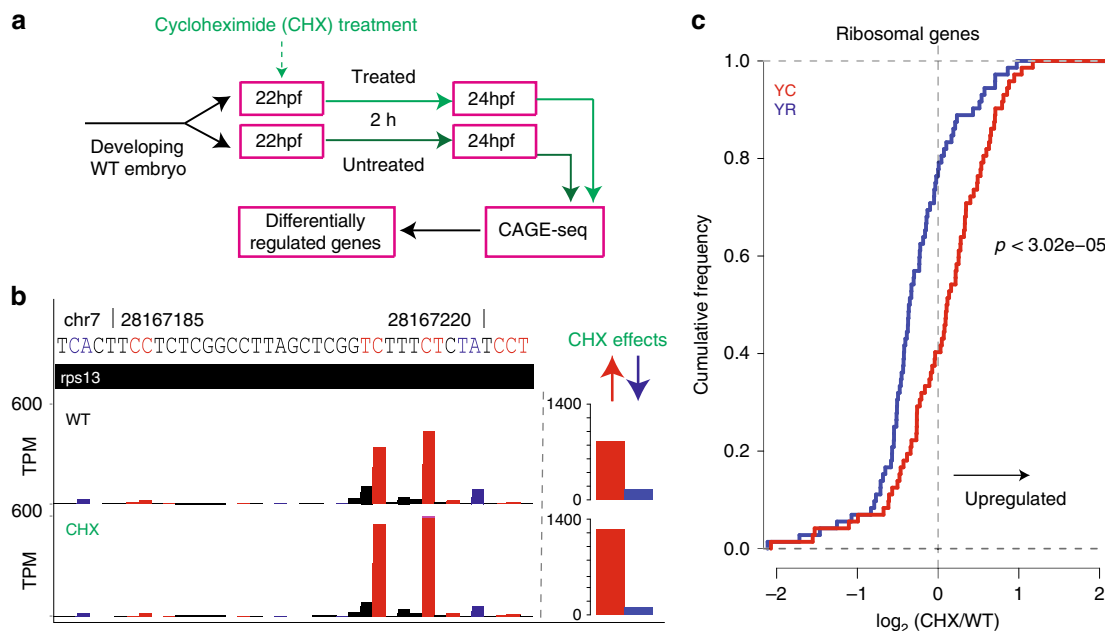 a
Cycloheximide (CHX) treatment
22hpf
Treated
24hpf
2 h
Developing
WT embryo
22hpf
Untreated
24hpf
Differentially
regulated genes
CAGE-seq
b
chr7
28167185
28167220
TCACTTCCTCTCGGCCTTAGCTCGGTCTTTCTCTATCCT
rps13
600
WT
TPM
600
CHX
TPM
CHX effects
1400
0
1400
0
c
Ribosomal genes
YC
YR
1.0
0.8
0.6
0.4
0.2
0.0
Cumulative frequency
p < 3.02e–05
Upregulated
–2
–1
0
1
2
log2 (CHX/WT)